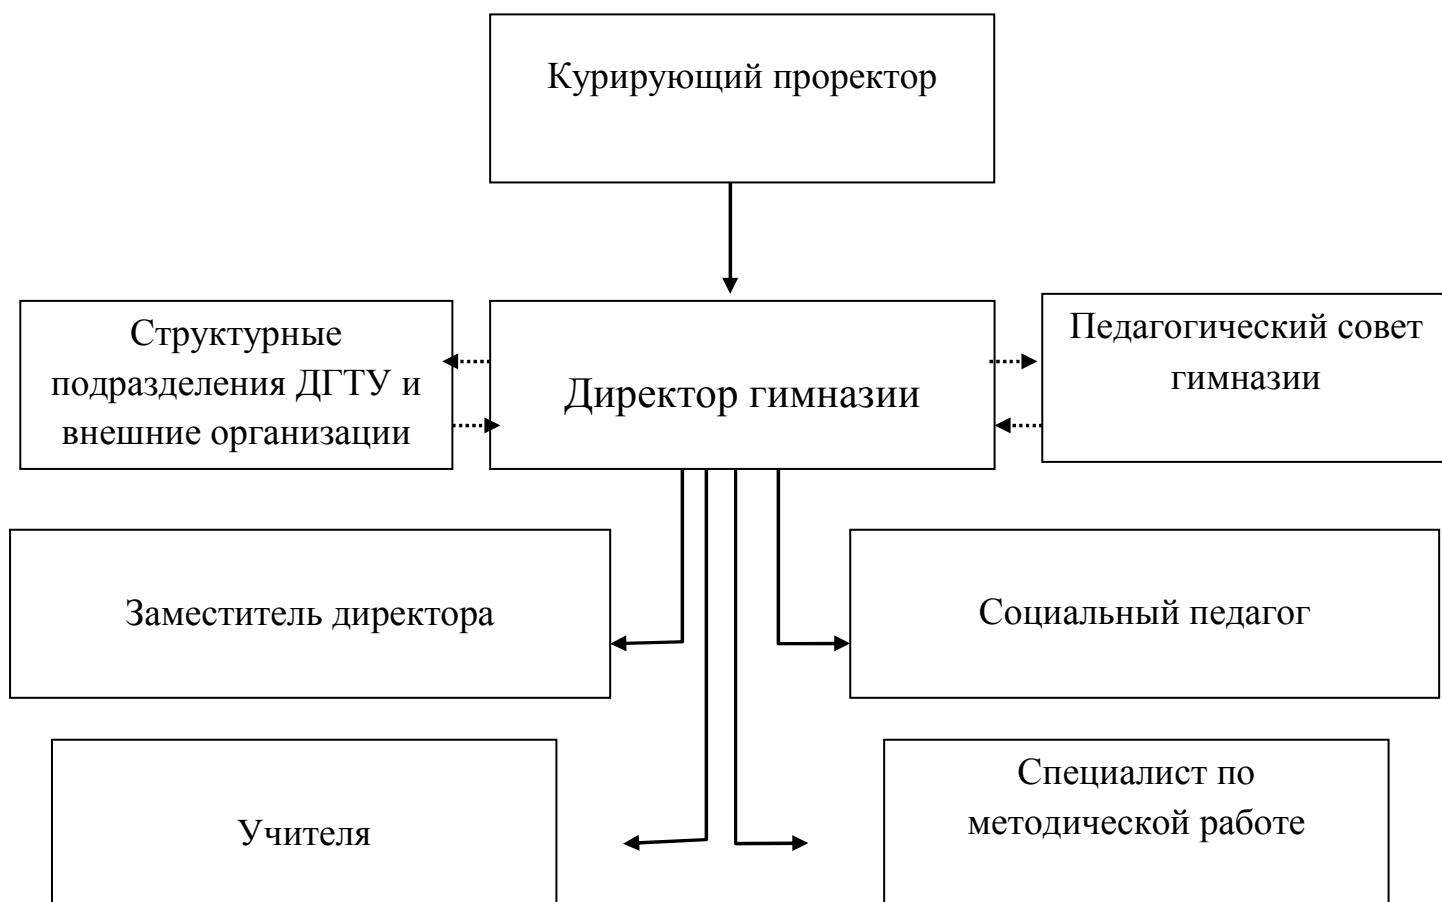 Курирующий проректор
Структурные
подразделения ДГТУ и
внешние организации
Директор гимназии
Педагогический совет
гимназии
Заместитель директора
Социальный педагог
Учителя
Специалист по
методической работе